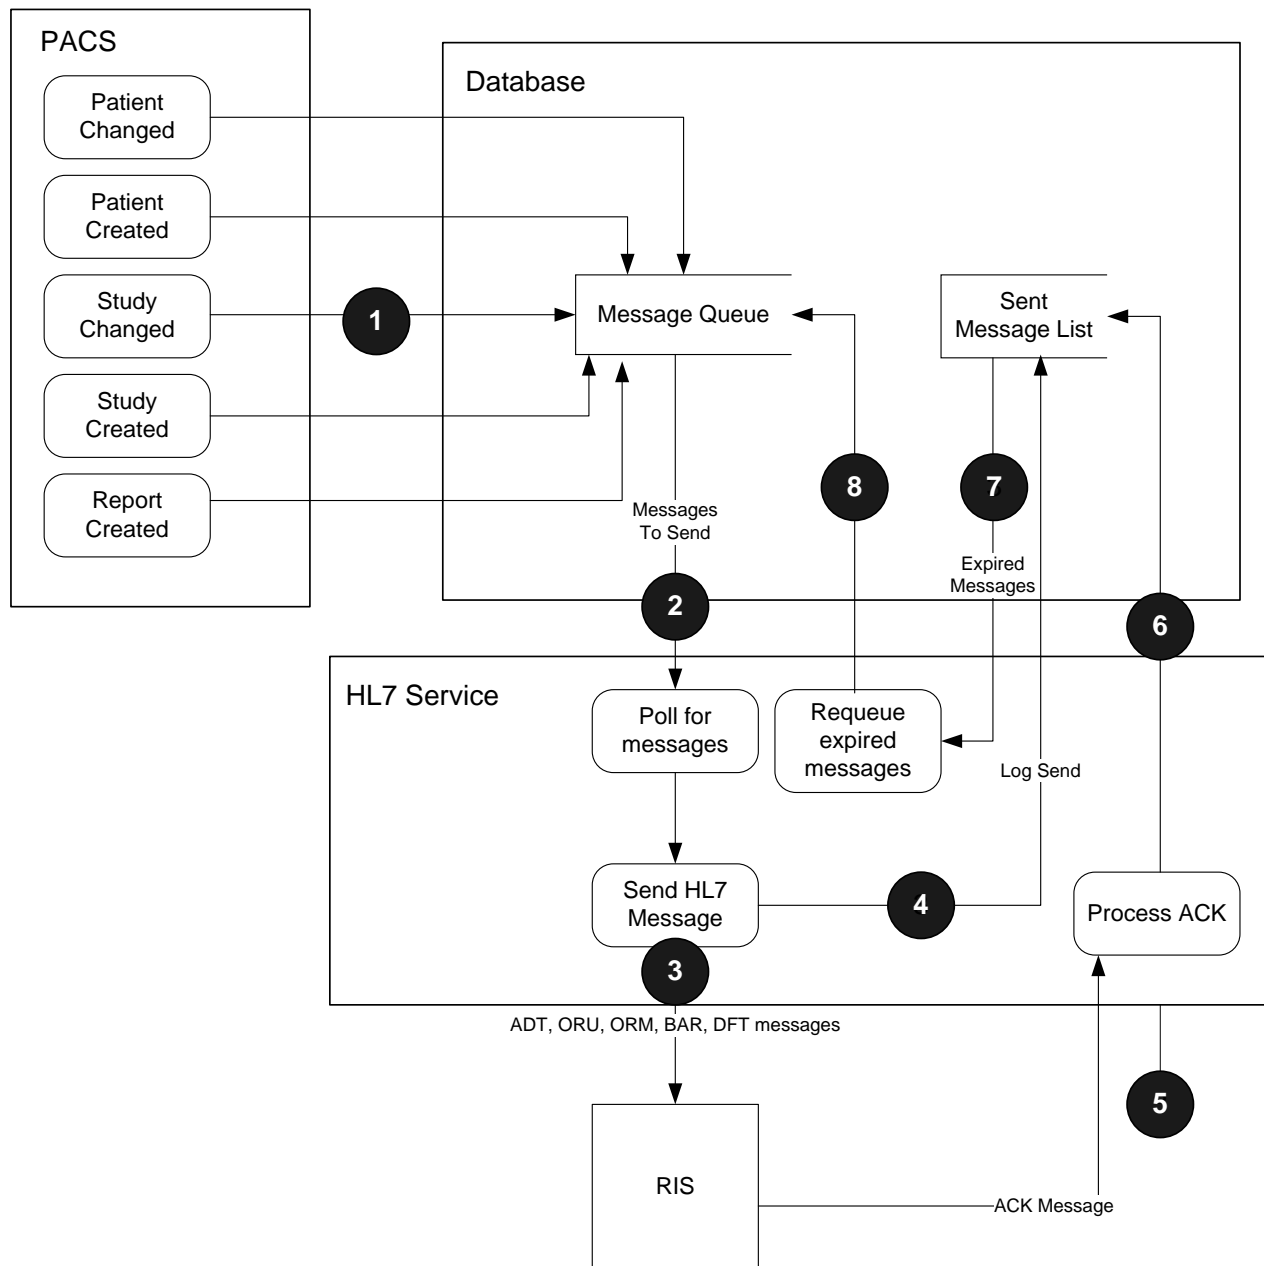 PACS
Patient
Changed
Patient
Created
Study
Changed
Study
Created
Report
Created
Database
1
Message Queue
Sent
Message List
8
7
Messages
To Send
Expired
Messages
2
6
HL7 Service
Poll for
messages
Requeue
expired
messages
Log Send
Send HL7
Message
4
Process ACK
3
ADT, ORU, ORM, BAR, DFT messages
5
RIS
ACK Message